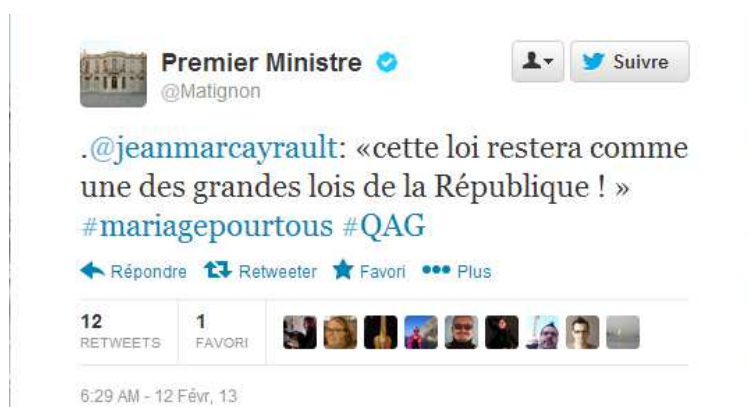 Premier Ministre
@Matignon
Suivre
.@jeanmarcayrault: «cette loi restera comme
une des grandes lois de la République ! »
#mariagepourtous #QAG
Répondre Retweeter Favori Plus
12 1
RETWEETS FAVORI
6:29 AM - 12 Févr, 13